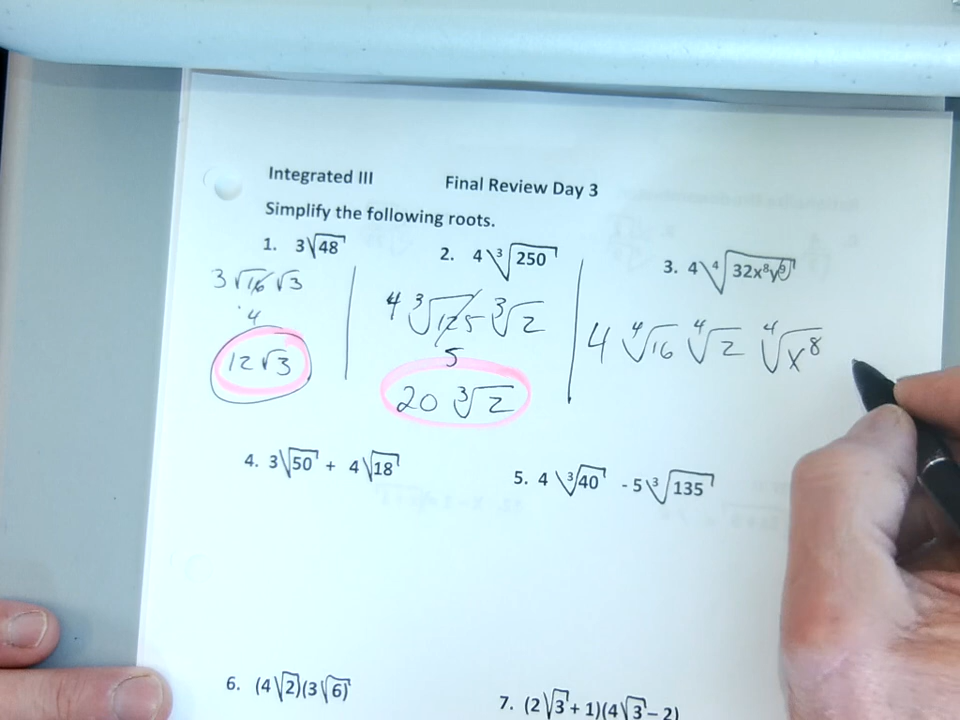 Integrated III Final Review Day 3
Simplify the following roots.
1. 3√48 2. 4∛250 3. 4∜32x⁸y⁹
3√16 √3
4
12√3
4 ∛125 ∛2
5
20 ∛2
4 ∜16 ∜2 ∜x⁸
4. 3√50 + 4√18 5. 4 ∛40 - 5∛135
6. (4√2)(3√6) 7. (2√3 + 1)(4√3 – 2)